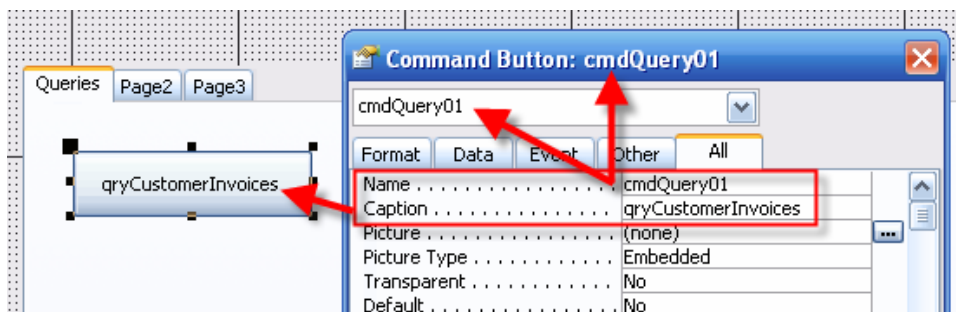 Command Button: cmdQuery01
Queries Page2 Page3
cmdQuery01
Format Data Event Other All
qryCustomerInvoices
Name . . . . . . . . . . . . . . . . . cmdQuery01
Caption . . . . . . . . . . . . . . . qryCustomerInvoices
Picture . . . . . . . . . . . . . . . . (none) ...
Picture Type . . . . . . . . . . . . Embedded
Transparent . . . . . . . . . . . . . No
Default . . . . . . . . . . . . . . . . No